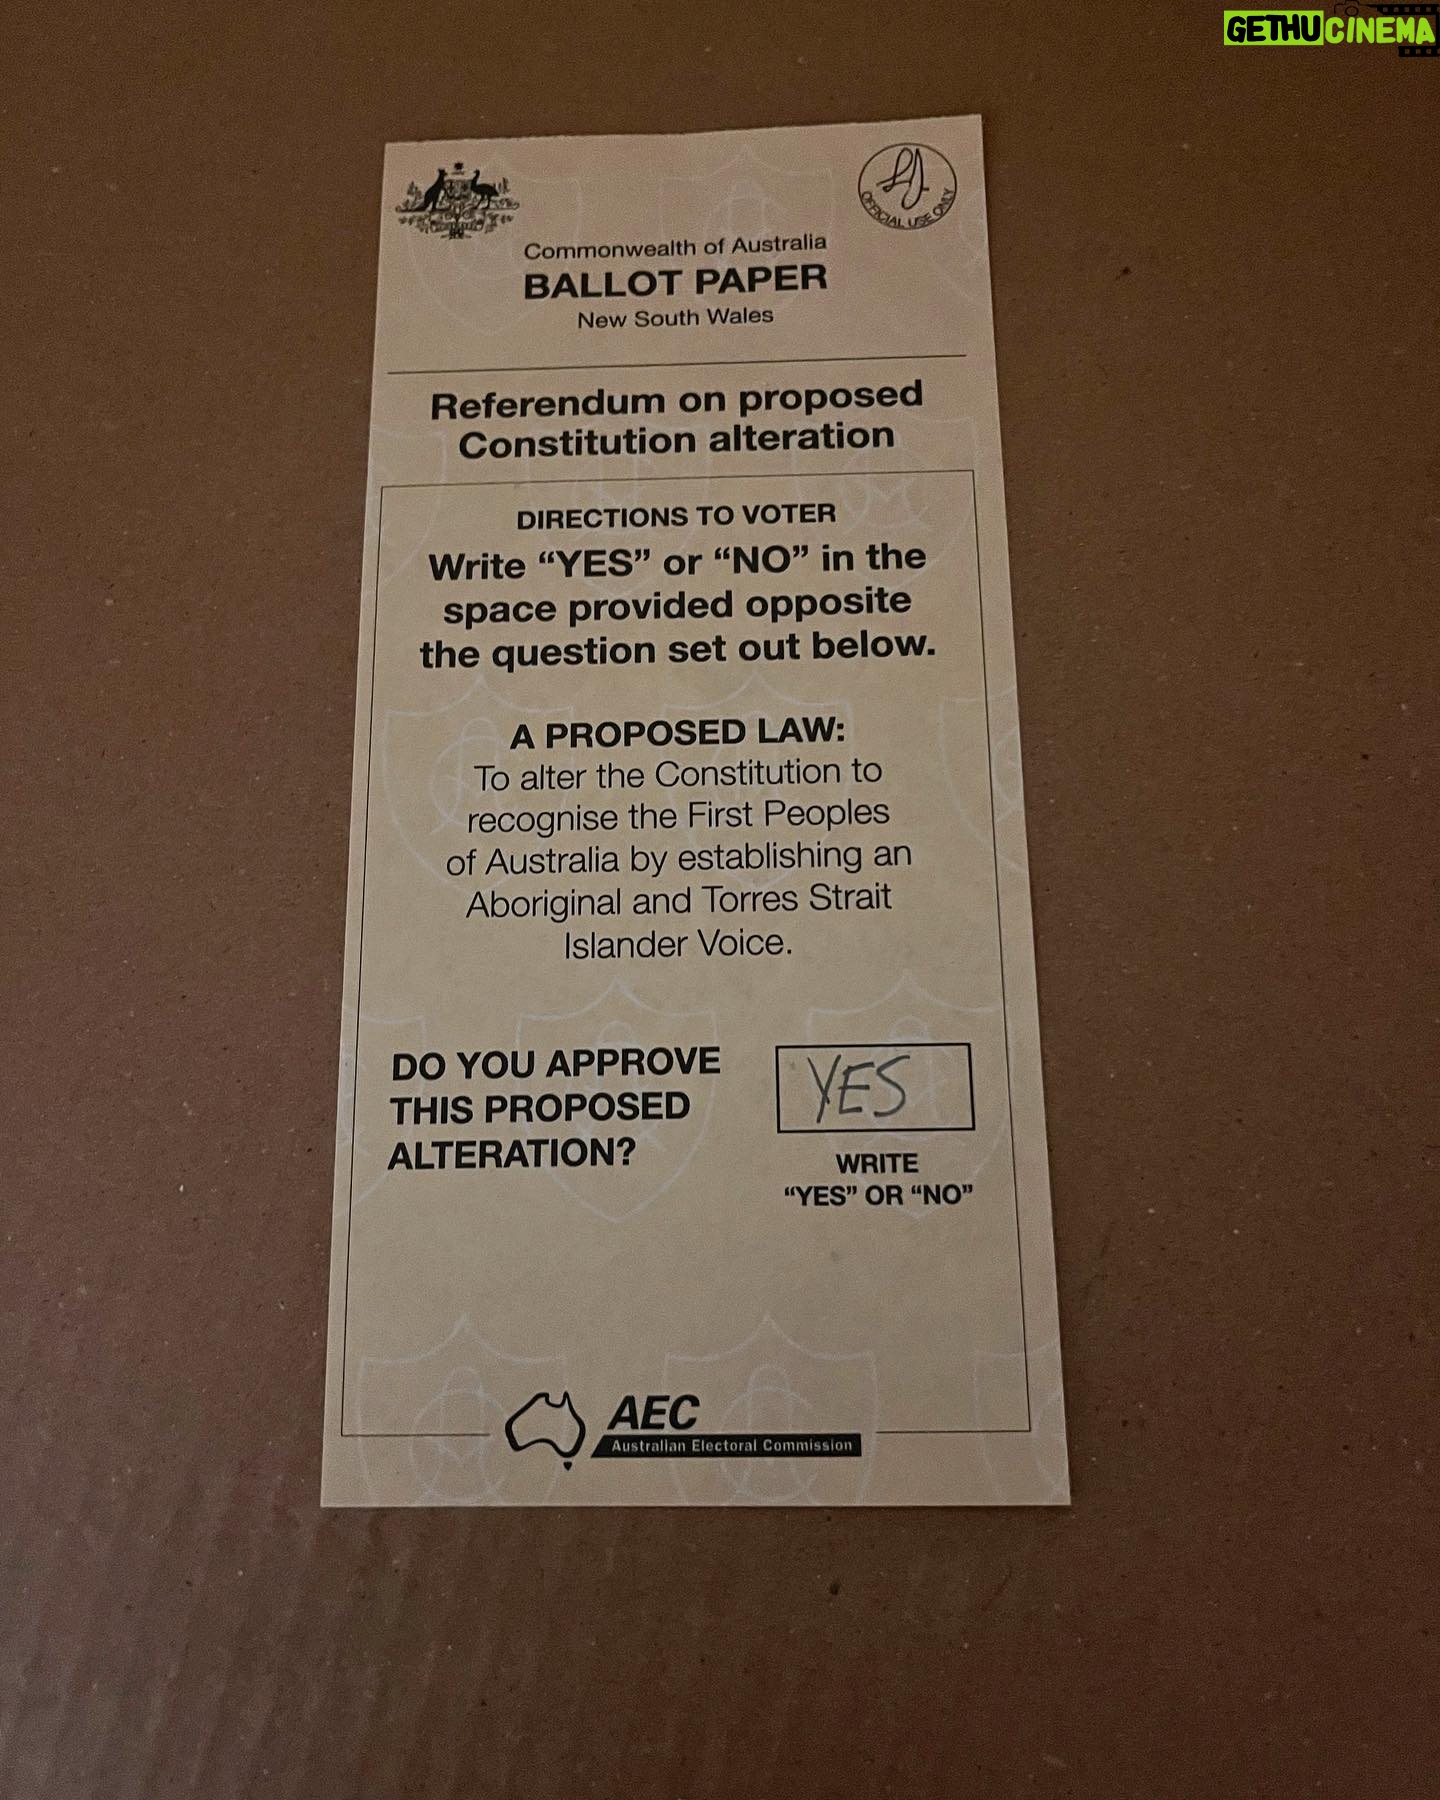 GETHUCINEMA
OFFICIAL USE ONLY
Commonwealth of Australia
BALLOT PAPER
New South Wales
Referendum on proposed
Constitution alteration
DIRECTIONS TO VOTER
Write “YES” or “NO” in the
space provided opposite
the question set out below.
A PROPOSED LAW:
To alter the Constitution to
recognise the First Peoples
of Australia by establishing an
Aboriginal and Torres Strait
Islander Voice.
DO YOU APPROVE
THIS PROPOSED
ALTERATION?
YES
WRITE
“YES” OR “NO”
AEC
Australian Electoral Commission